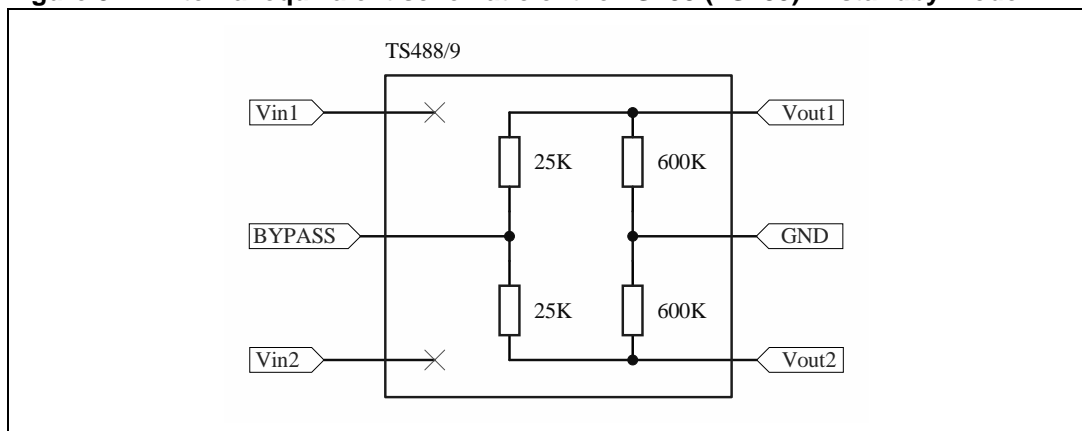 TS488/9
Vin1
Vout1
25K
600K
BYPASS
GND
25K
600K
Vin2
Vout2